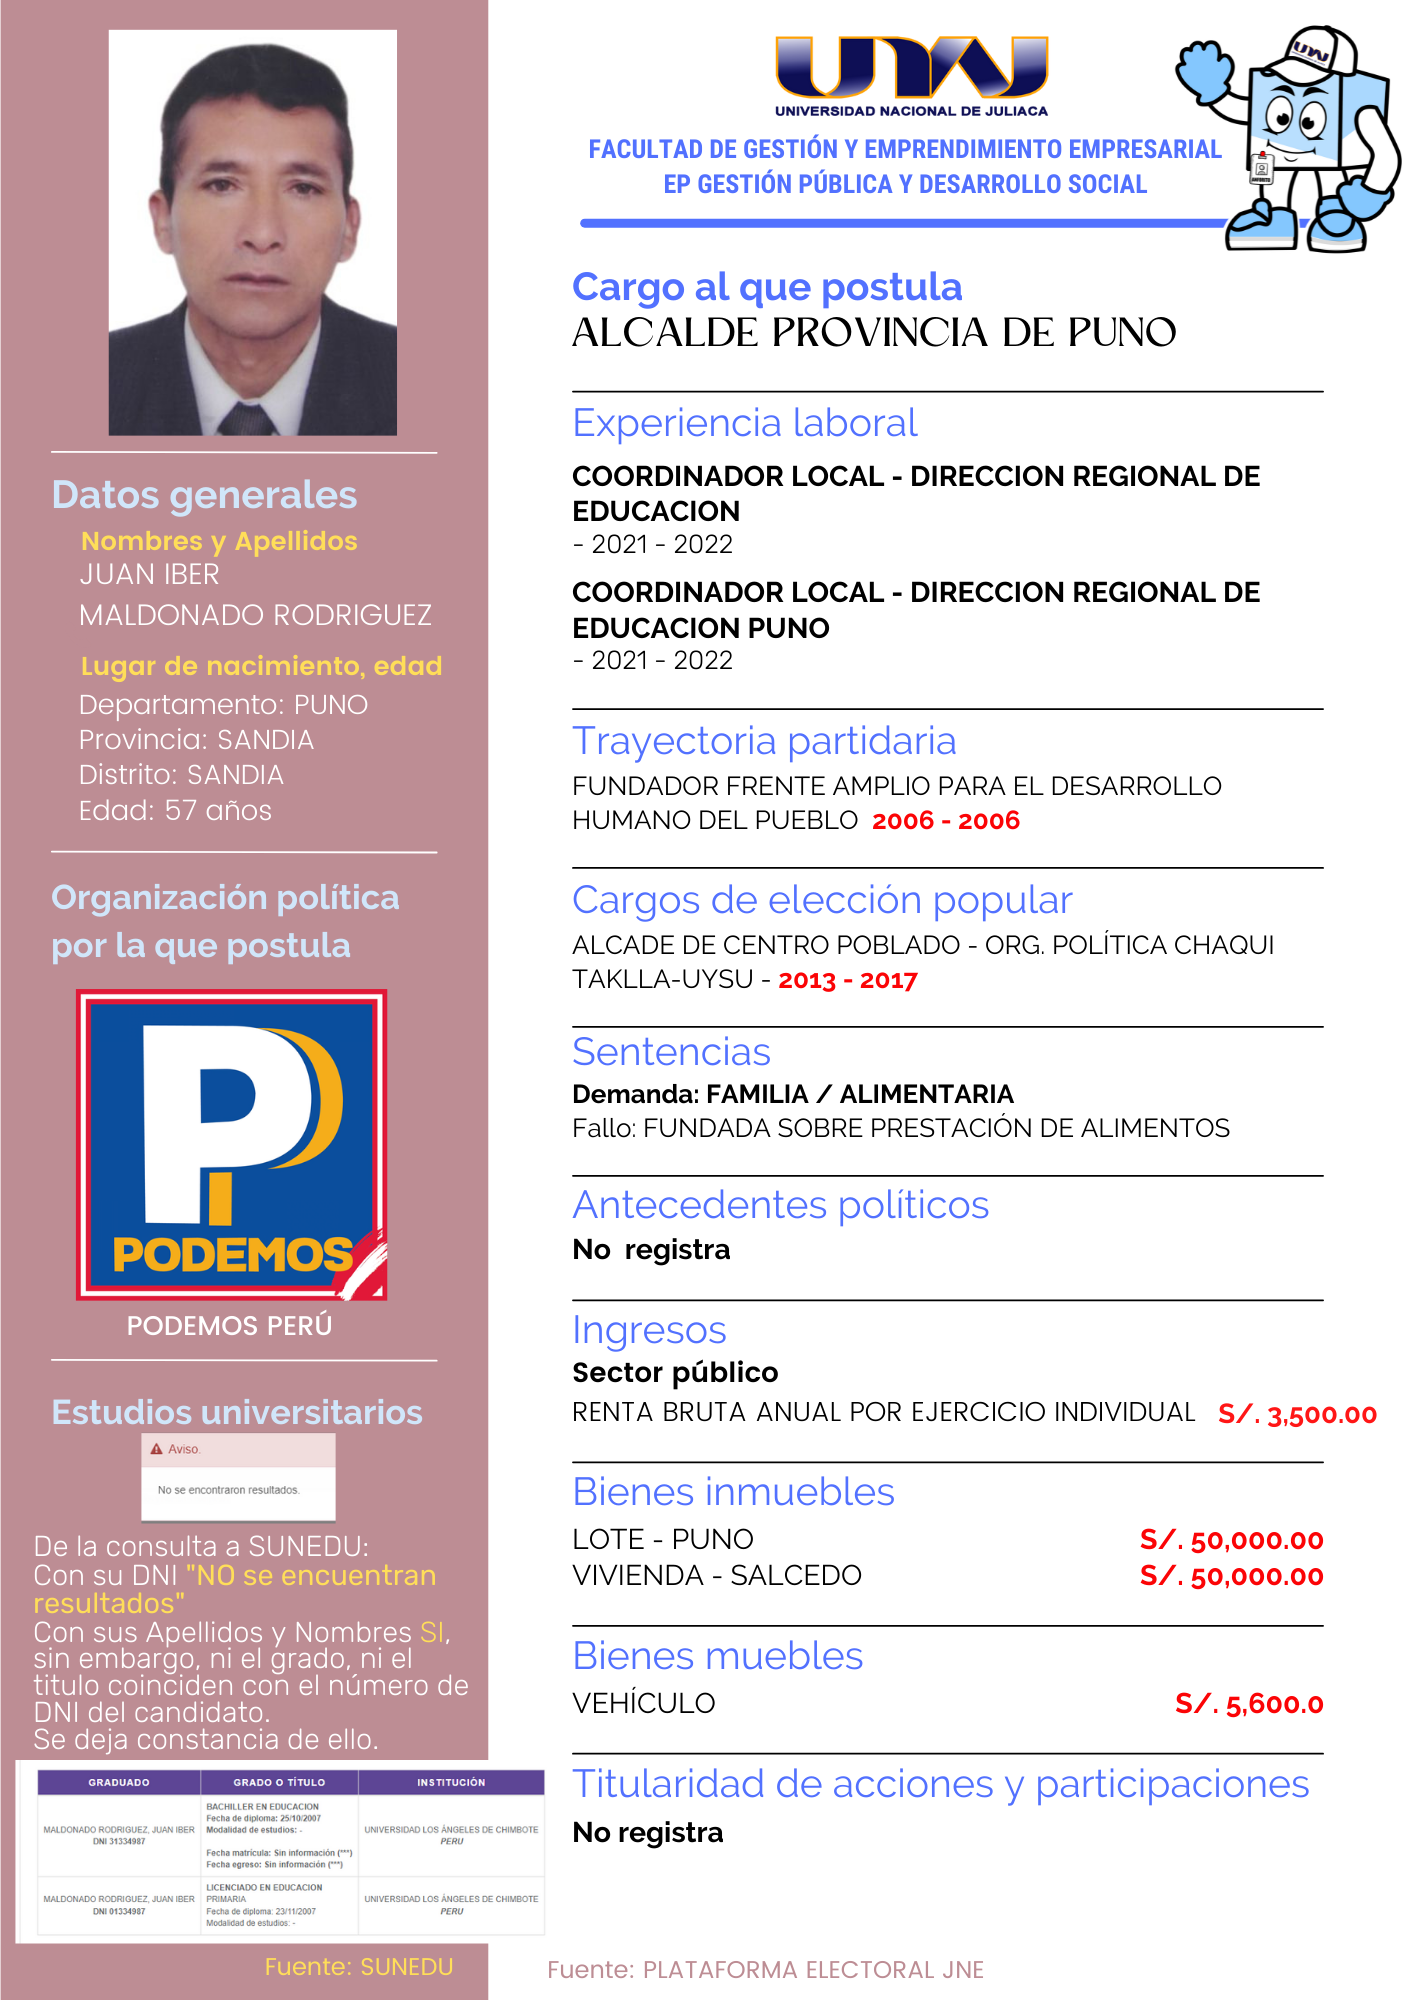 Datos generales
Nombres y Apellidos
JUAN IBER
MALDONADO RODRIGUEZ
Lugar de nacimiento, edad
Departamento: PUNO
Provincia: SANDIA
Distrito: SANDIA
Edad: 57 años
Organización política
por la que postula
PODEMOS
PODEMOS PERÚ
Estudios universitarios
Aviso.
No se encontraron resultados.
De la consulta a SUNEDU:
Con su DNI "NO se encuentran
resultados"
Con sus Apellidos y Nombres SI,
sin embargo, ni el grado, ni el
titulo coinciden con el número de
DNI del candidato.
Se deja constancia de ello.
GRADUADO GRADO O TÍTULO INSTITUCIÓN
MALDONADO RODRIGUEZ, JUAN IBER
DNI 31334987
BACHILLER EN EDUCACION
Fecha de diploma: 25/10/2007
Modalidad de estudios: -
Fecha matrícula: Sin información (***)
Fecha egreso: Sin información (***)
UNIVERSIDAD LOS ÁNGELES DE CHIMBOTE
PERU
MALDONADO RODRIGUEZ, JUAN IBER
DNI 01334987
LICENCIADO EN EDUCACION
PRIMARIA
Fecha de diploma: 23/11/2007
Modalidad de estudios: -
UNIVERSIDAD LOS ÁNGELES DE CHIMBOTE
PERU
Fuente: SUNEDU
UNAJ
UNIVERSIDAD NACIONAL DE JULIACA
FACULTAD DE GESTIÓN Y EMPRENDIMIENTO EMPRESARIAL
EP GESTIÓN PÚBLICA Y DESARROLLO SOCIAL
UNAJ
ANFORITO
Cargo al que postula
ALCALDE PROVINCIA DE PUNO
Experiencia laboral
COORDINADOR LOCAL - DIRECCION REGIONAL DE
EDUCACION
- 2021 - 2022
COORDINADOR LOCAL - DIRECCION REGIONAL DE
EDUCACION PUNO
- 2021 - 2022
Trayectoria partidaria
FUNDADOR FRENTE AMPLIO PARA EL DESARROLLO
HUMANO DEL PUEBLO 2006 - 2006
Cargos de elección popular
ALCADE DE CENTRO POBLADO - ORG. POLÍTICA CHAQUI
TAKLLA-UYSU - 2013 - 2017
Sentencias
Demanda: FAMILIA / ALIMENTARIA
Fallo: FUNDADA SOBRE PRESTACIÓN DE ALIMENTOS
Antecedentes políticos
No registra
Ingresos
Sector público
RENTA BRUTA ANUAL POR EJERCICIO INDIVIDUAL S/. 3,500.00
Bienes inmuebles
LOTE - PUNO S/. 50,000.00
VIVIENDA - SALCEDO S/. 50,000.00
Bienes muebles
VEHÍCULO S/. 5,600.0
Titularidad de acciones y participaciones
No registra
Fuente: PLATAFORMA ELECTORAL JNE